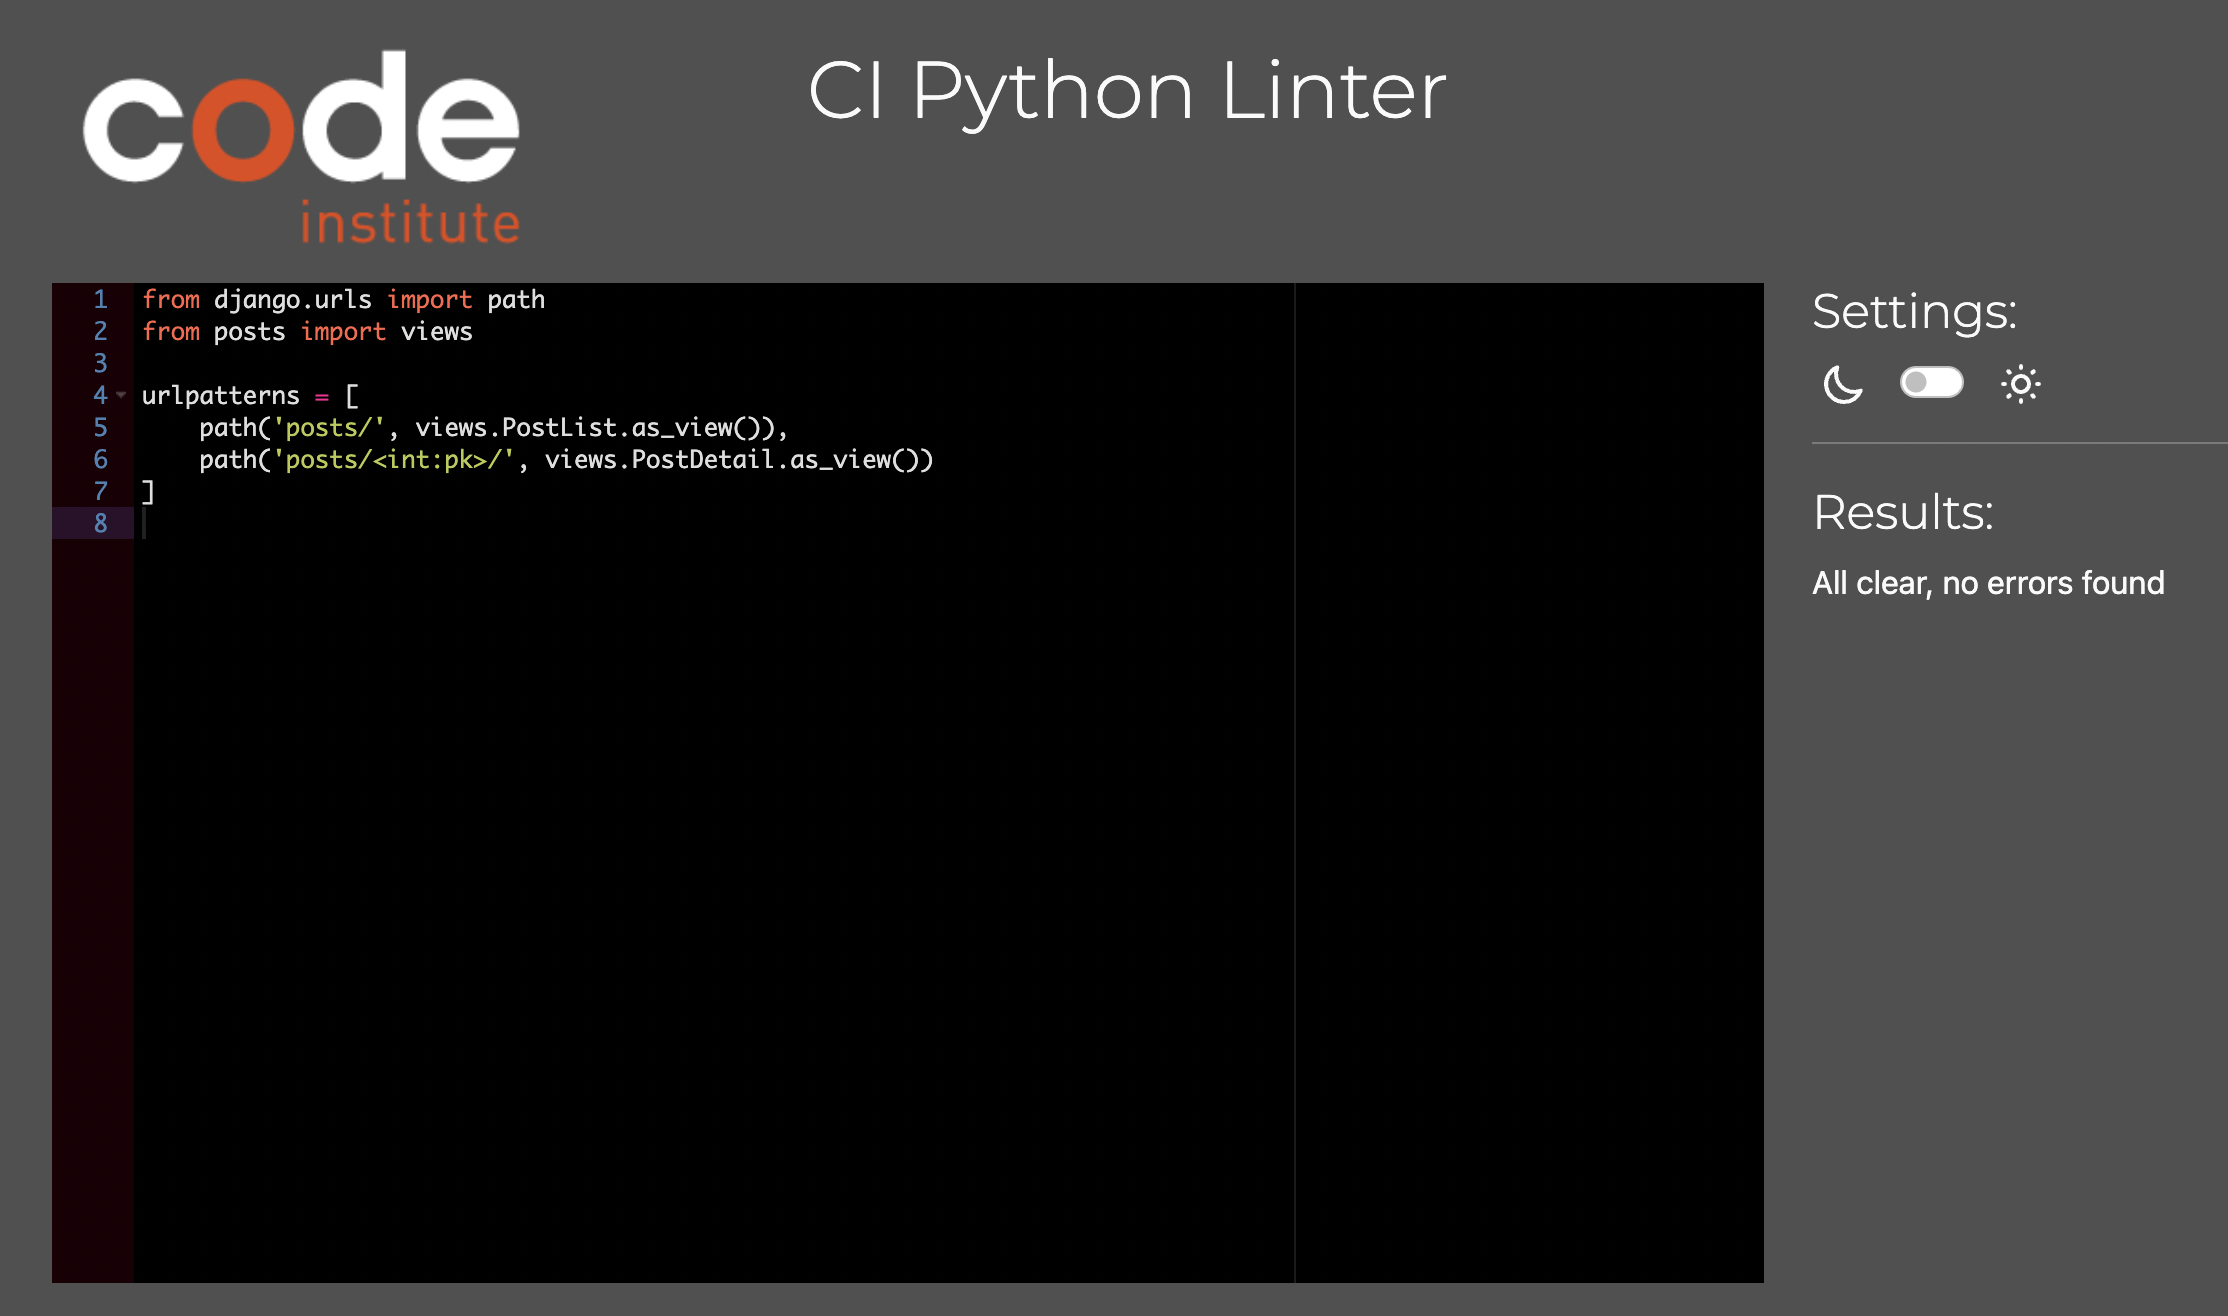 code
institute
CI Python Linter
1 from django.urls import path
2 from posts import views
3
4 urlpatterns = [
5     path('posts/', views.PostList.as_view()),
6     path('posts/<int:pk>/', views.PostDetail.as_view())
7 ]
8
Settings:
Results:
All clear, no errors found